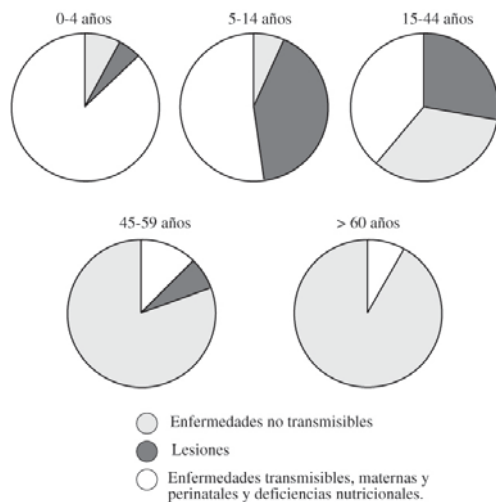 0-4 años
5-14 años
15-44 años
45-59 años
> 60 años
Enfermedades no transmisibles
Lesiones
Enfermedades transmisibles, maternas y
perinatales y deficiencias nutricionales.